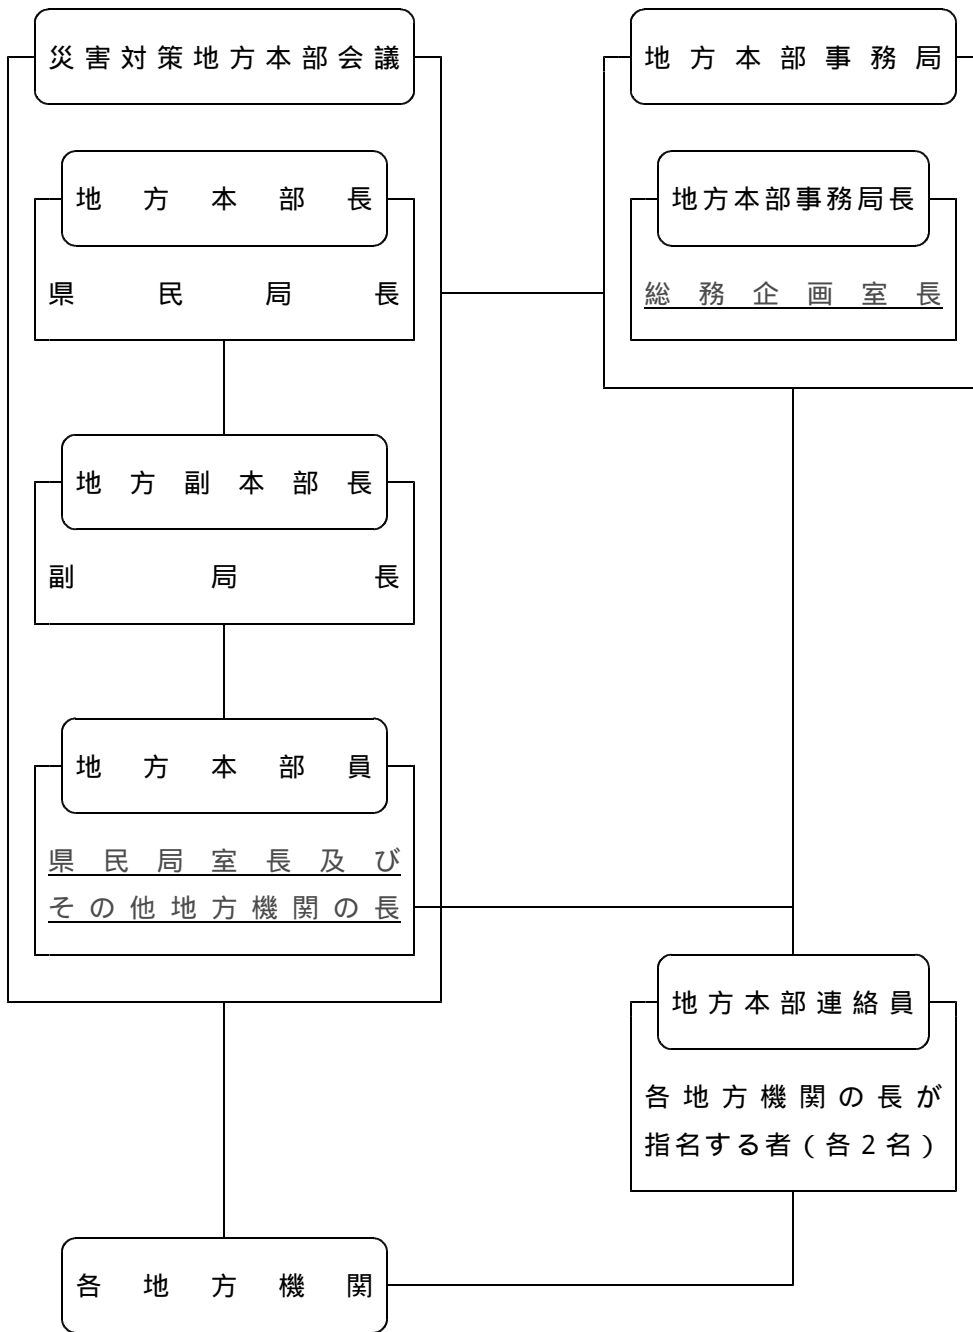 災害対策地方本部会議
地方本部長
県民局長
地方副本部長
副局長
地方本部員
県民局室長及び
その他地方機関の長
地方本部事務局
地方本部事務局長
総務企画室長
地方本部連絡員
各地方機関の長が
指名する者(各2名)
各地方機関